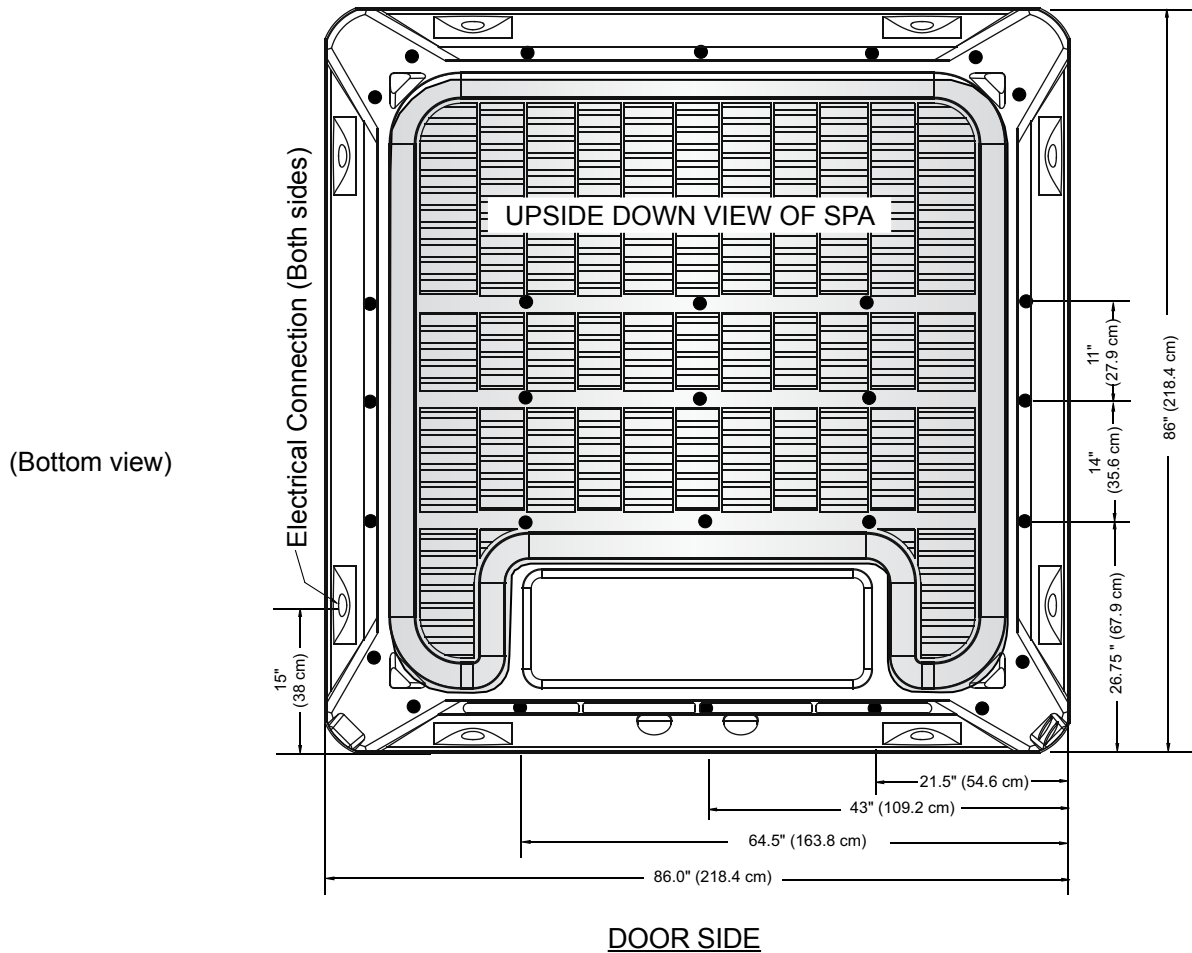 UPSIDE DOWN VIEW OF SPA
Electrical Connection (Both sides)
(Bottom view)
11"
(27.9 cm)
14"
(35.6 cm)
86" (218.4 cm)
26.75 " (67.9 cm)
15"
(38 cm)
21.5" (54.6 cm)
43" (109.2 cm)
64.5" (163.8 cm)
86.0" (218.4 cm)
DOOR SIDE